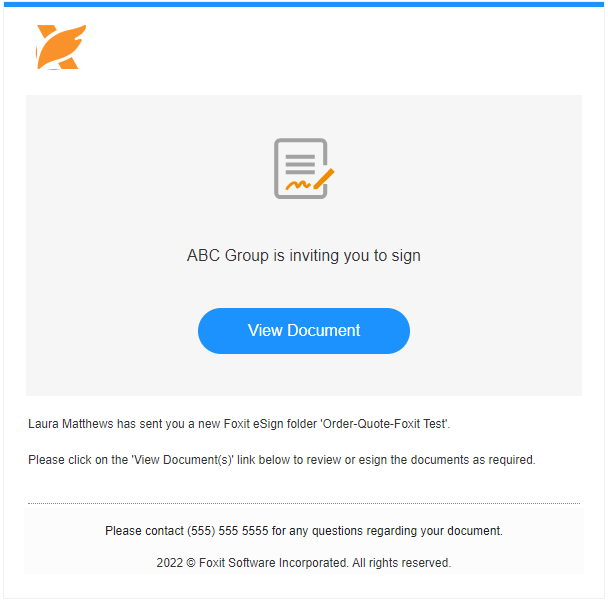 ABC Group is inviting you to sign
View Document
Laura Matthews has sent you a new Foxit eSign folder 'Order-Quote-Foxit Test'.
Please click on the 'View Document(s)' link below to review or esign the documents as required.
Please contact (555) 555 5555 for any questions regarding your document.
2022 © Foxit Software Incorporated. All rights reserved.